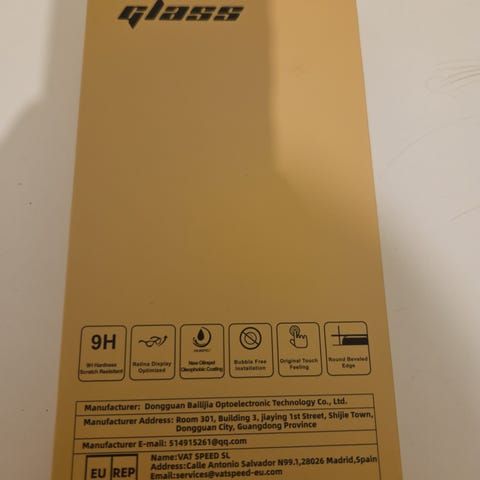 glass
9H
9H Hardness
Scratch Resistant
Retina Display
Optimized
New Oilrepel
Oleophobic Coating
Bubble Free
Installation
Original Touch
Feeling
Round Beveled
Edge
Manufacturer: Dongguan Bailijia Optoelectronic Technology Co., Ltd.
Manufacturer Address: Room 301, Building 3, jiaying 1st Street, Shijie Town,
Dongguan City, Guangdong Province
Manufacturer E-mail: 514915261@qq.com
EU REP
Name:VAT SPEED SL
Address:Calle Antonio Salvador N99.1,28026 Madrid,Spain
Email:services@vatspeed-eu.com